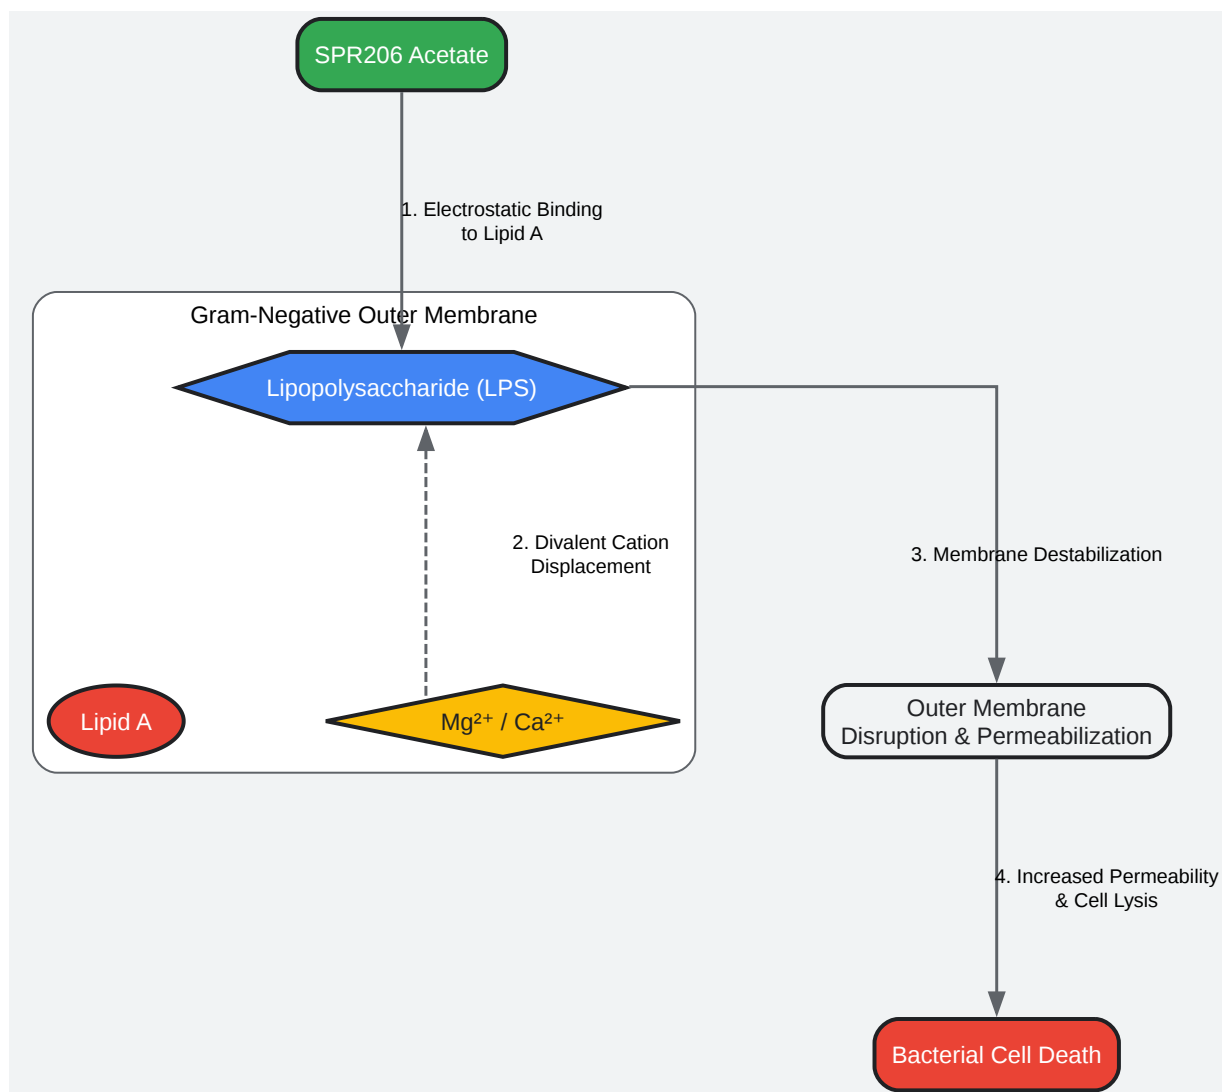 SPR206 Acetate
1. Electrostatic Binding
to Lipid A
Gram-Negative Outer Membrane
Lipopolysaccharide (LPS)
2. Divalent Cation
Displacement
3. Membrane Destabilization
Lipid A
Mg²⁺ / Ca²⁺
Outer Membrane
Disruption & Permeabilization
4. Increased Permeability
& Cell Lysis
Bacterial Cell Death